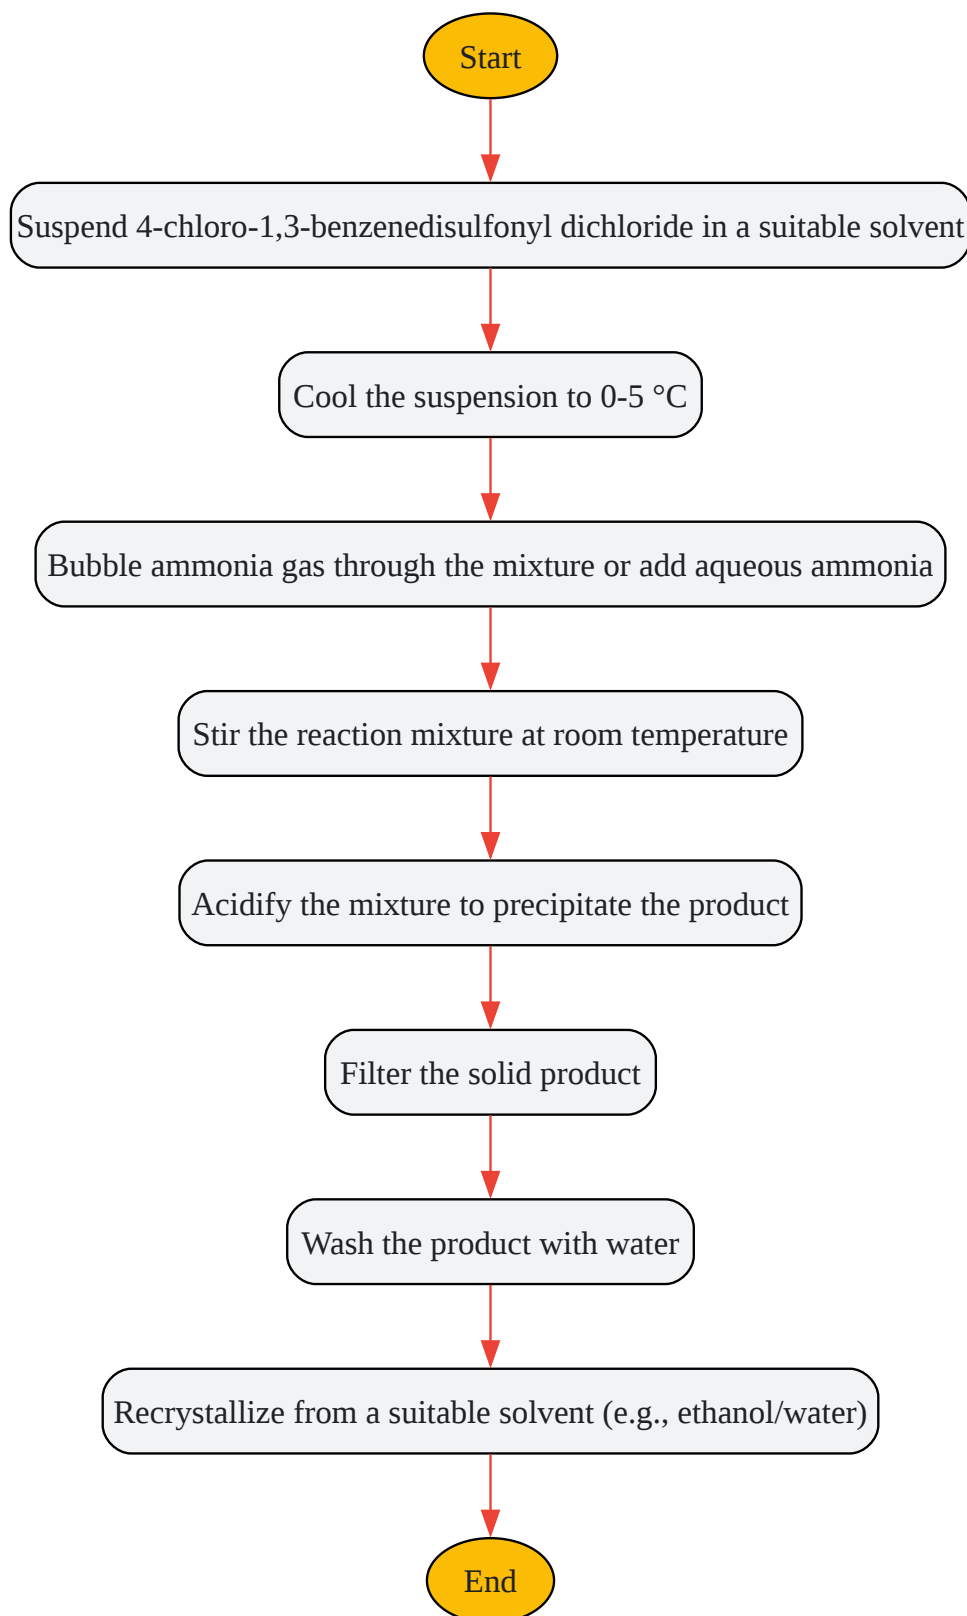 Start
Suspend 4-chloro-1,3-benzenedisulfonyl dichloride in a suitable solvent
Cool the suspension to 0-5 °C
Bubble ammonia gas through the mixture or add aqueous ammonia
Stir the reaction mixture at room temperature
Acidify the mixture to precipitate the product
Filter the solid product
Wash the product with water
Recrystallize from a suitable solvent (e.g., ethanol/water)
End